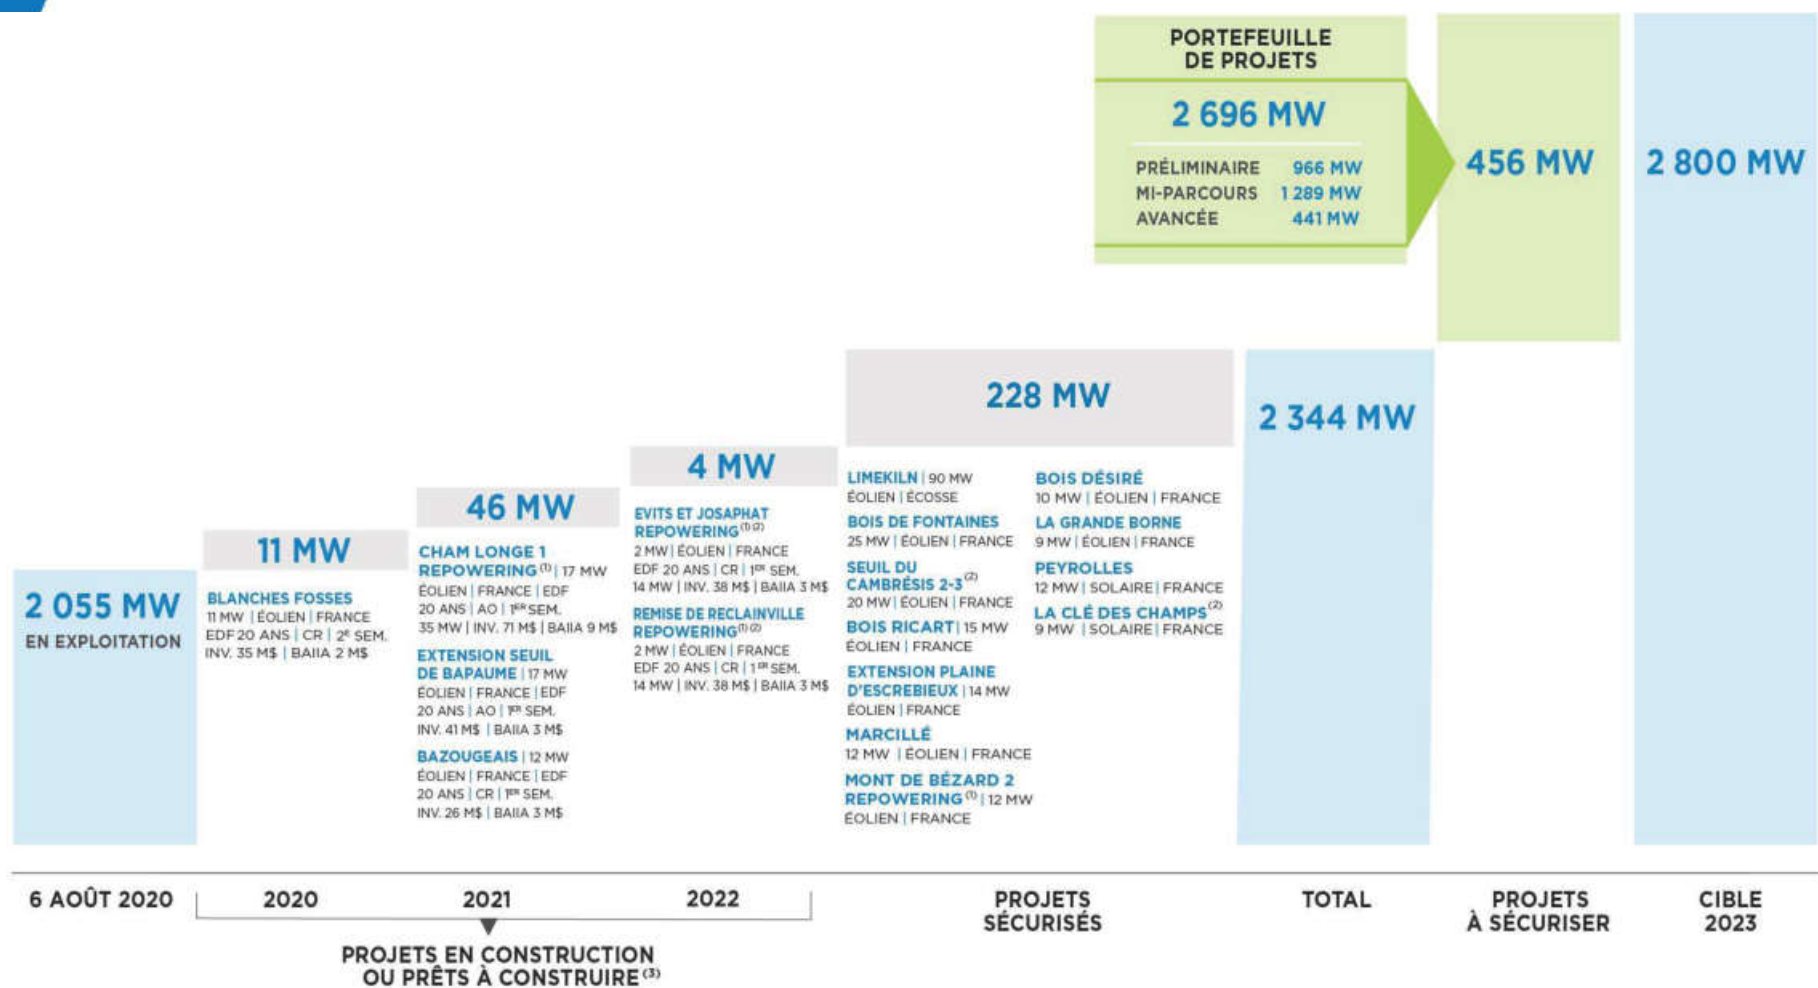 PORTEFEUILLE
DE PROJETS
2 696 MW
PRÉLIMINAIRE 966 MW
MI-PARCOURS 1 289 MW
AVANCÉE 441 MW
456 MW
2 800 MW
2 055 MW
EN EXPLOITATION
11 MW
BLANCHES FOSSES
11 MW | ÉOLIEN | FRANCE
EDF 20 ANS | CR | 2E SEM.
INV. 35 M$ | BAIIA 2 M$
46 MW
CHAM LONGE 1
REPOWERING (1) | 17 MW
ÉOLIEN | FRANCE | EDF
20 ANS | AO | 1ER SEM.
35 MW | INV. 71 M$ | BAIIA 9 M$
EXTENSION SEUIL
DE BAPAUME | 17 MW
ÉOLIEN | FRANCE | EDF
20 ANS | AO | 1ER SEM.
INV. 41 M$ | BAIIA 3 M$
BAZOUGEAIS | 12 MW
ÉOLIEN | FRANCE | EDF
20 ANS | CR | 1ER SEM.
INV. 26 M$ | BAIIA 3 M$
4 MW
EVITS ET JOSAPHAT
REPOWERING (1) (2)
2 MW | ÉOLIEN | FRANCE
EDF 20 ANS | CR | 1ER SEM.
14 MW | INV. 38 M$ | BAIIA 3 M$
REMISE DE RECLAINVILLE
REPOWERING (1) (2)
2 MW | ÉOLIEN | FRANCE
EDF 20 ANS | CR | 1ER SEM.
14 MW | INV. 38 M$ | BAIIA 3 M$
228 MW
LIMEKILN | 90 MW
ÉOLIEN | ÉCOSSE
BOIS DE FONTAINES
25 MW | ÉOLIEN | FRANCE
SEUIL DU
CAMBRÉSIS 2-3 (2)
20 MW | ÉOLIEN | FRANCE
BOIS RICART | 15 MW
ÉOLIEN | FRANCE
EXTENSION PLAINE
D'ESCREBIEUX | 14 MW
ÉOLIEN | FRANCE
MARCILLÉ
12 MW | ÉOLIEN | FRANCE
MONT DE BÉZARD 2
REPOWERING (1) | 12 MW
ÉOLIEN | FRANCE
BOIS DÉSIRÉ
10 MW | ÉOLIEN | FRANCE
LA GRANDE BORNE
9 MW | ÉOLIEN | FRANCE
PEYROLLES
12 MW | SOLAIRE | FRANCE
LA CLÉ DES CHAMPS (2)
9 MW | SOLAIRE | FRANCE
2 344 MW
6 AOÛT 2020
2020
2021
2022
PROJETS EN CONSTRUCTION
OU PRÊTS À CONSTRUIRE (3)
PROJETS
SÉCURISÉS
TOTAL
PROJETS
À SÉCURISER
CIBLE
2023